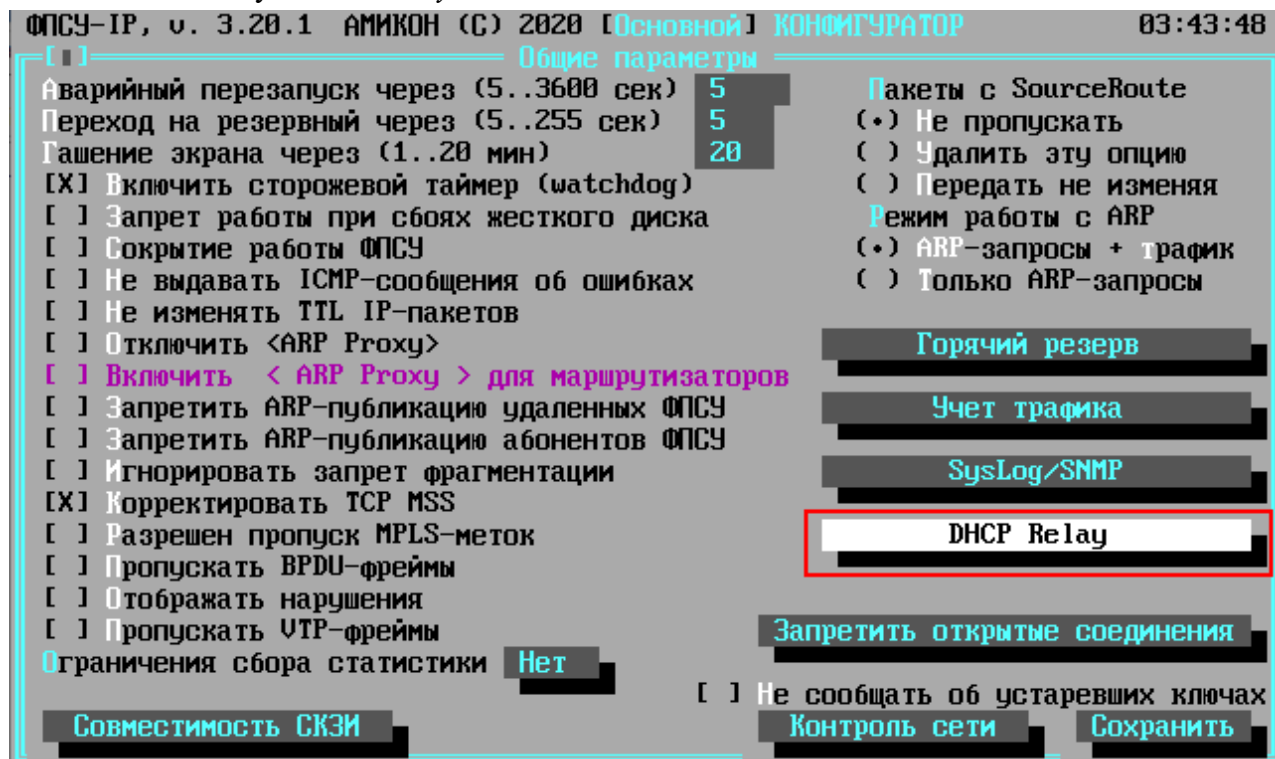 ФПСУ-IP, v. 3.20.1 АМИКОН (C) 2020 [Основной] КОНФИГУРАТОР 03:43:48
Общие параметры
Аварийный перезапуск через (5..3600 сек) 5
Переход на резервный через (5..255 сек) 5
Гашение экрана через (1..20 мин) 20
[X] Включить сторожевой таймер (watchdog)
[ ] Запрет работы при сбоях жесткого диска
[ ] Сокрытие работы ФПСУ
[ ] Не выдавать ICMP-сообщения об ошибках
[ ] Не изменять TTL IP-пакетов
[ ] Отключить <ARP Proxy>
[ ] Включить < ARP Proxy > для маршрутизаторов
[ ] Запретить ARP-публикацию удаленных ФПСУ
[ ] Запретить ARP-публикацию абонентов ФПСУ
[ ] Игнорировать запрет фрагментации
[X] Корректировать TCP MSS
[ ] Разрешен пропуск MPLS-меток
[ ] Пропускать BPDU-фреймы
[ ] Отображать нарушения
[ ] Пропускать VTP-фреймы
Ограничения сбора статистики Нет
Пакеты с SourceRoute
(•) Не пропускать
( ) Удалить эту опцию
( ) Передать не изменяя
Режим работы с ARP
(•) ARP-запросы + трафик
( ) Только ARP-запросы
Горячий резерв
Учет трафика
SysLog/SNMP
DHCP Relay
Запретить открытые соединения
[ ] Не сообщать об устаревших ключах
Совместимость СКЗИ
Контроль сети
Сохранить